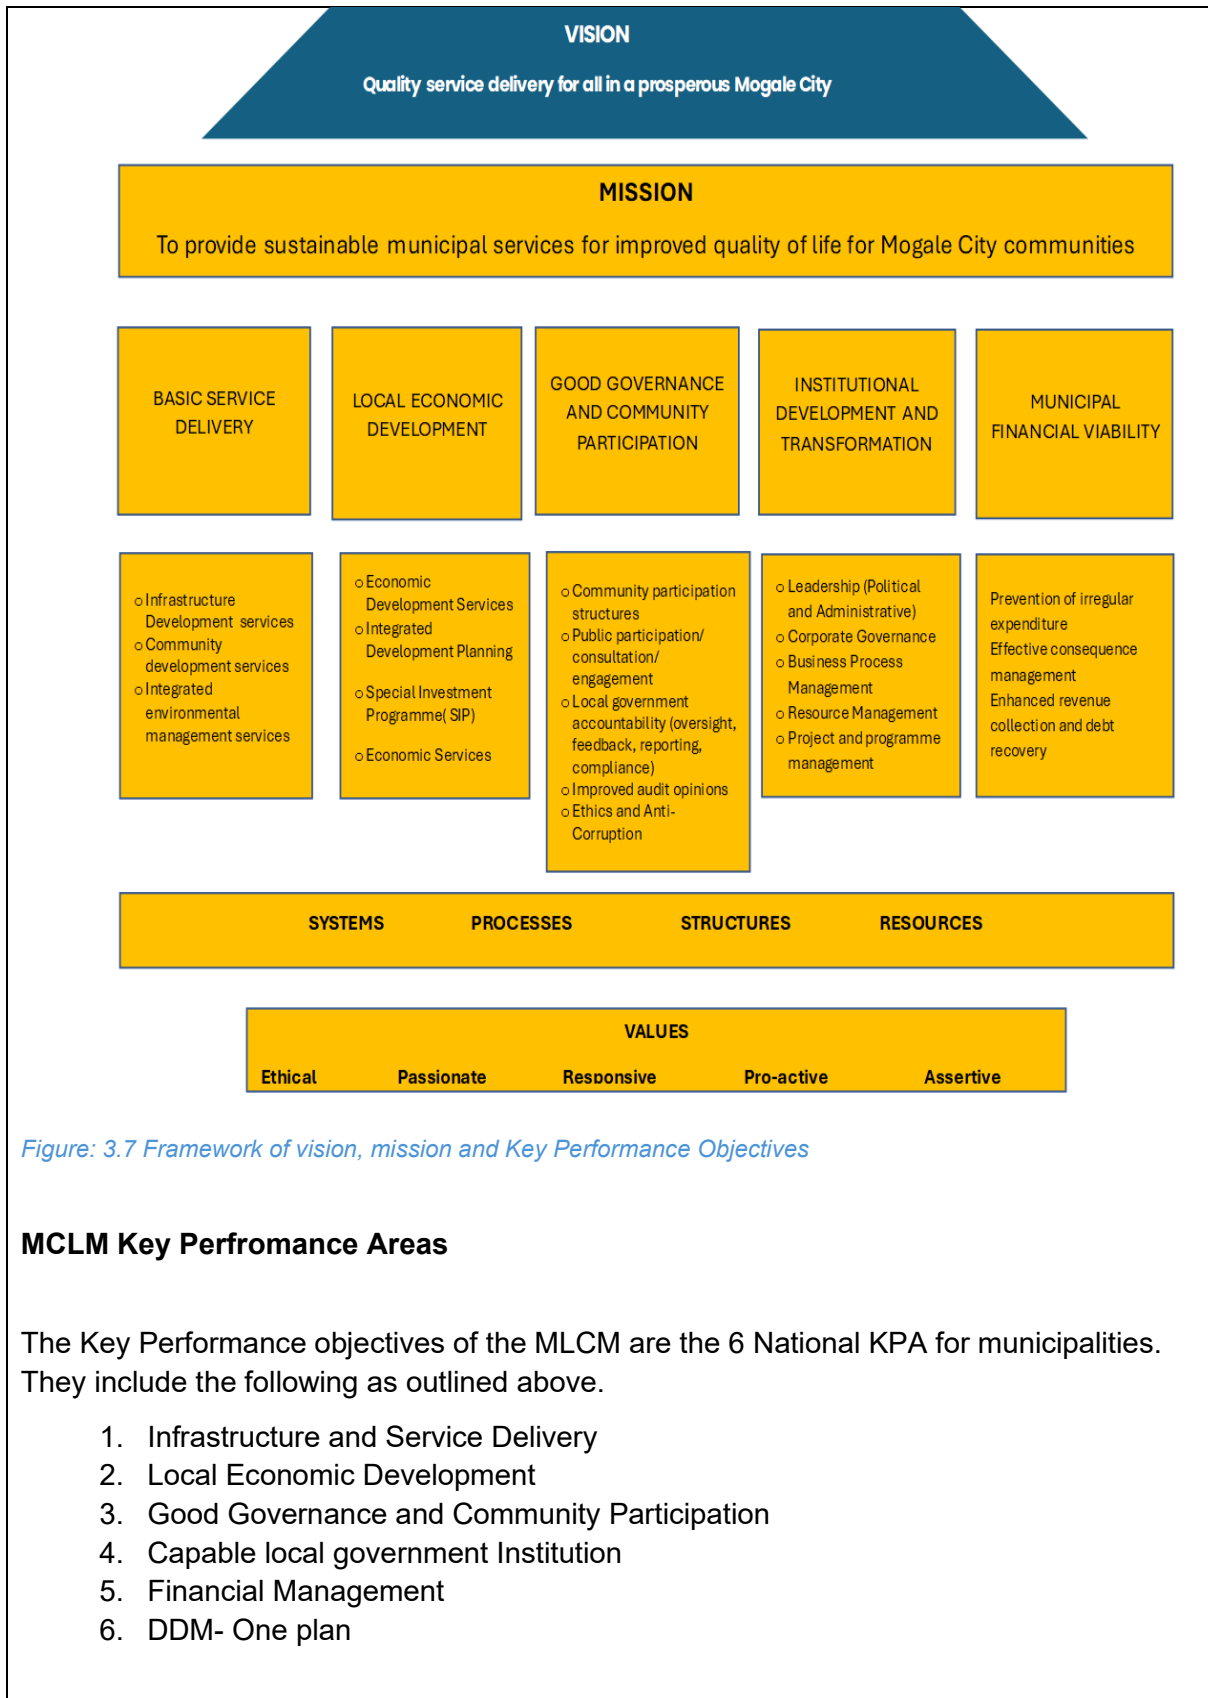 VISION
Quality service delivery for all in a prosperous Mogale City
MISSION
To provide sustainable municipal services for improved quality of life for Mogale City communities
BASIC SERVICE
DELIVERY
LOCAL ECONOMIC
DEVELOPMENT
GOOD GOVERNANCE
AND COMMUNITY
PARTICIPATION
INSTITUTIONAL
DEVELOPMENT AND
TRANSFORMATION
MUNICIPAL
FINANCIAL VIABILITY
o Infrastructure
Development services
o Community
development services
o Integrated
environmental
management services
o Economic
Development Services
o Integrated
Development Planning
o Special Investment
Programme( SIP)
o Economic Services
o Community participation
structures
o Public participation/
consultation/
engagement
o Local government
accountability (oversight,
feedback, reporting,
compliance)
o Improved audit opinions
o Ethics and Anti-
Corruption
o Leadership (Political
and Administrative)
o Corporate Governance
o Business Process
Management
o Resource Management
o Project and programme
management
Prevention of irregular
expenditure
Effective consequence
management
Enhanced revenue
collection and debt
recovery
SYSTEMS PROCESSES STRUCTURES RESOURCES
VALUES
Ethical Passionate Responsive Pro-active Assertive
Figure: 3.7 Framework of vision, mission and Key Performance Objectives
MCLM Key Perfromance Areas
The Key Performance objectives of the MLCM are the 6 National KPA for municipalities.
They include the following as outlined above.
1. Infrastructure and Service Delivery
2. Local Economic Development
3. Good Governance and Community Participation
4. Capable local government Institution
5. Financial Management
6. DDM- One plan